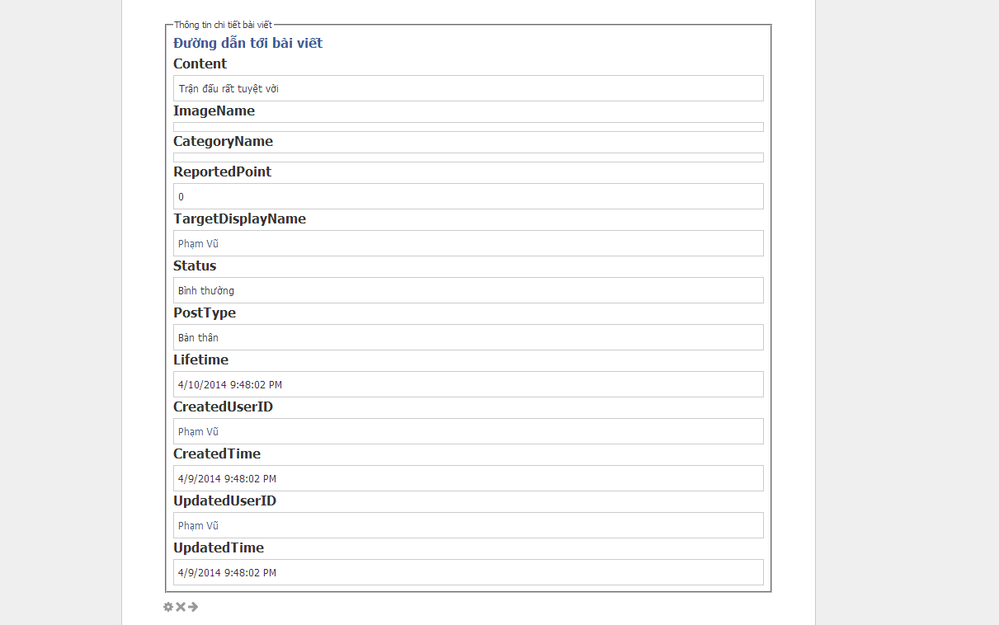 Thông tin chi tiết bài viết
Đường dẫn tới bài viết
Content
Trận đấu rất tuyệt vời
ImageName
CategoryName
ReportedPoint
0
TargetDisplayName
Phạm Vũ
Status
Bình thường
PostType
Bản thân
Lifetime
4/10/2014 9:48:02 PM
CreatedUserID
Phạm Vũ
CreatedTime
4/9/2014 9:48:02 PM
UpdatedUserID
Phạm Vũ
UpdatedTime
4/9/2014 9:48:02 PM